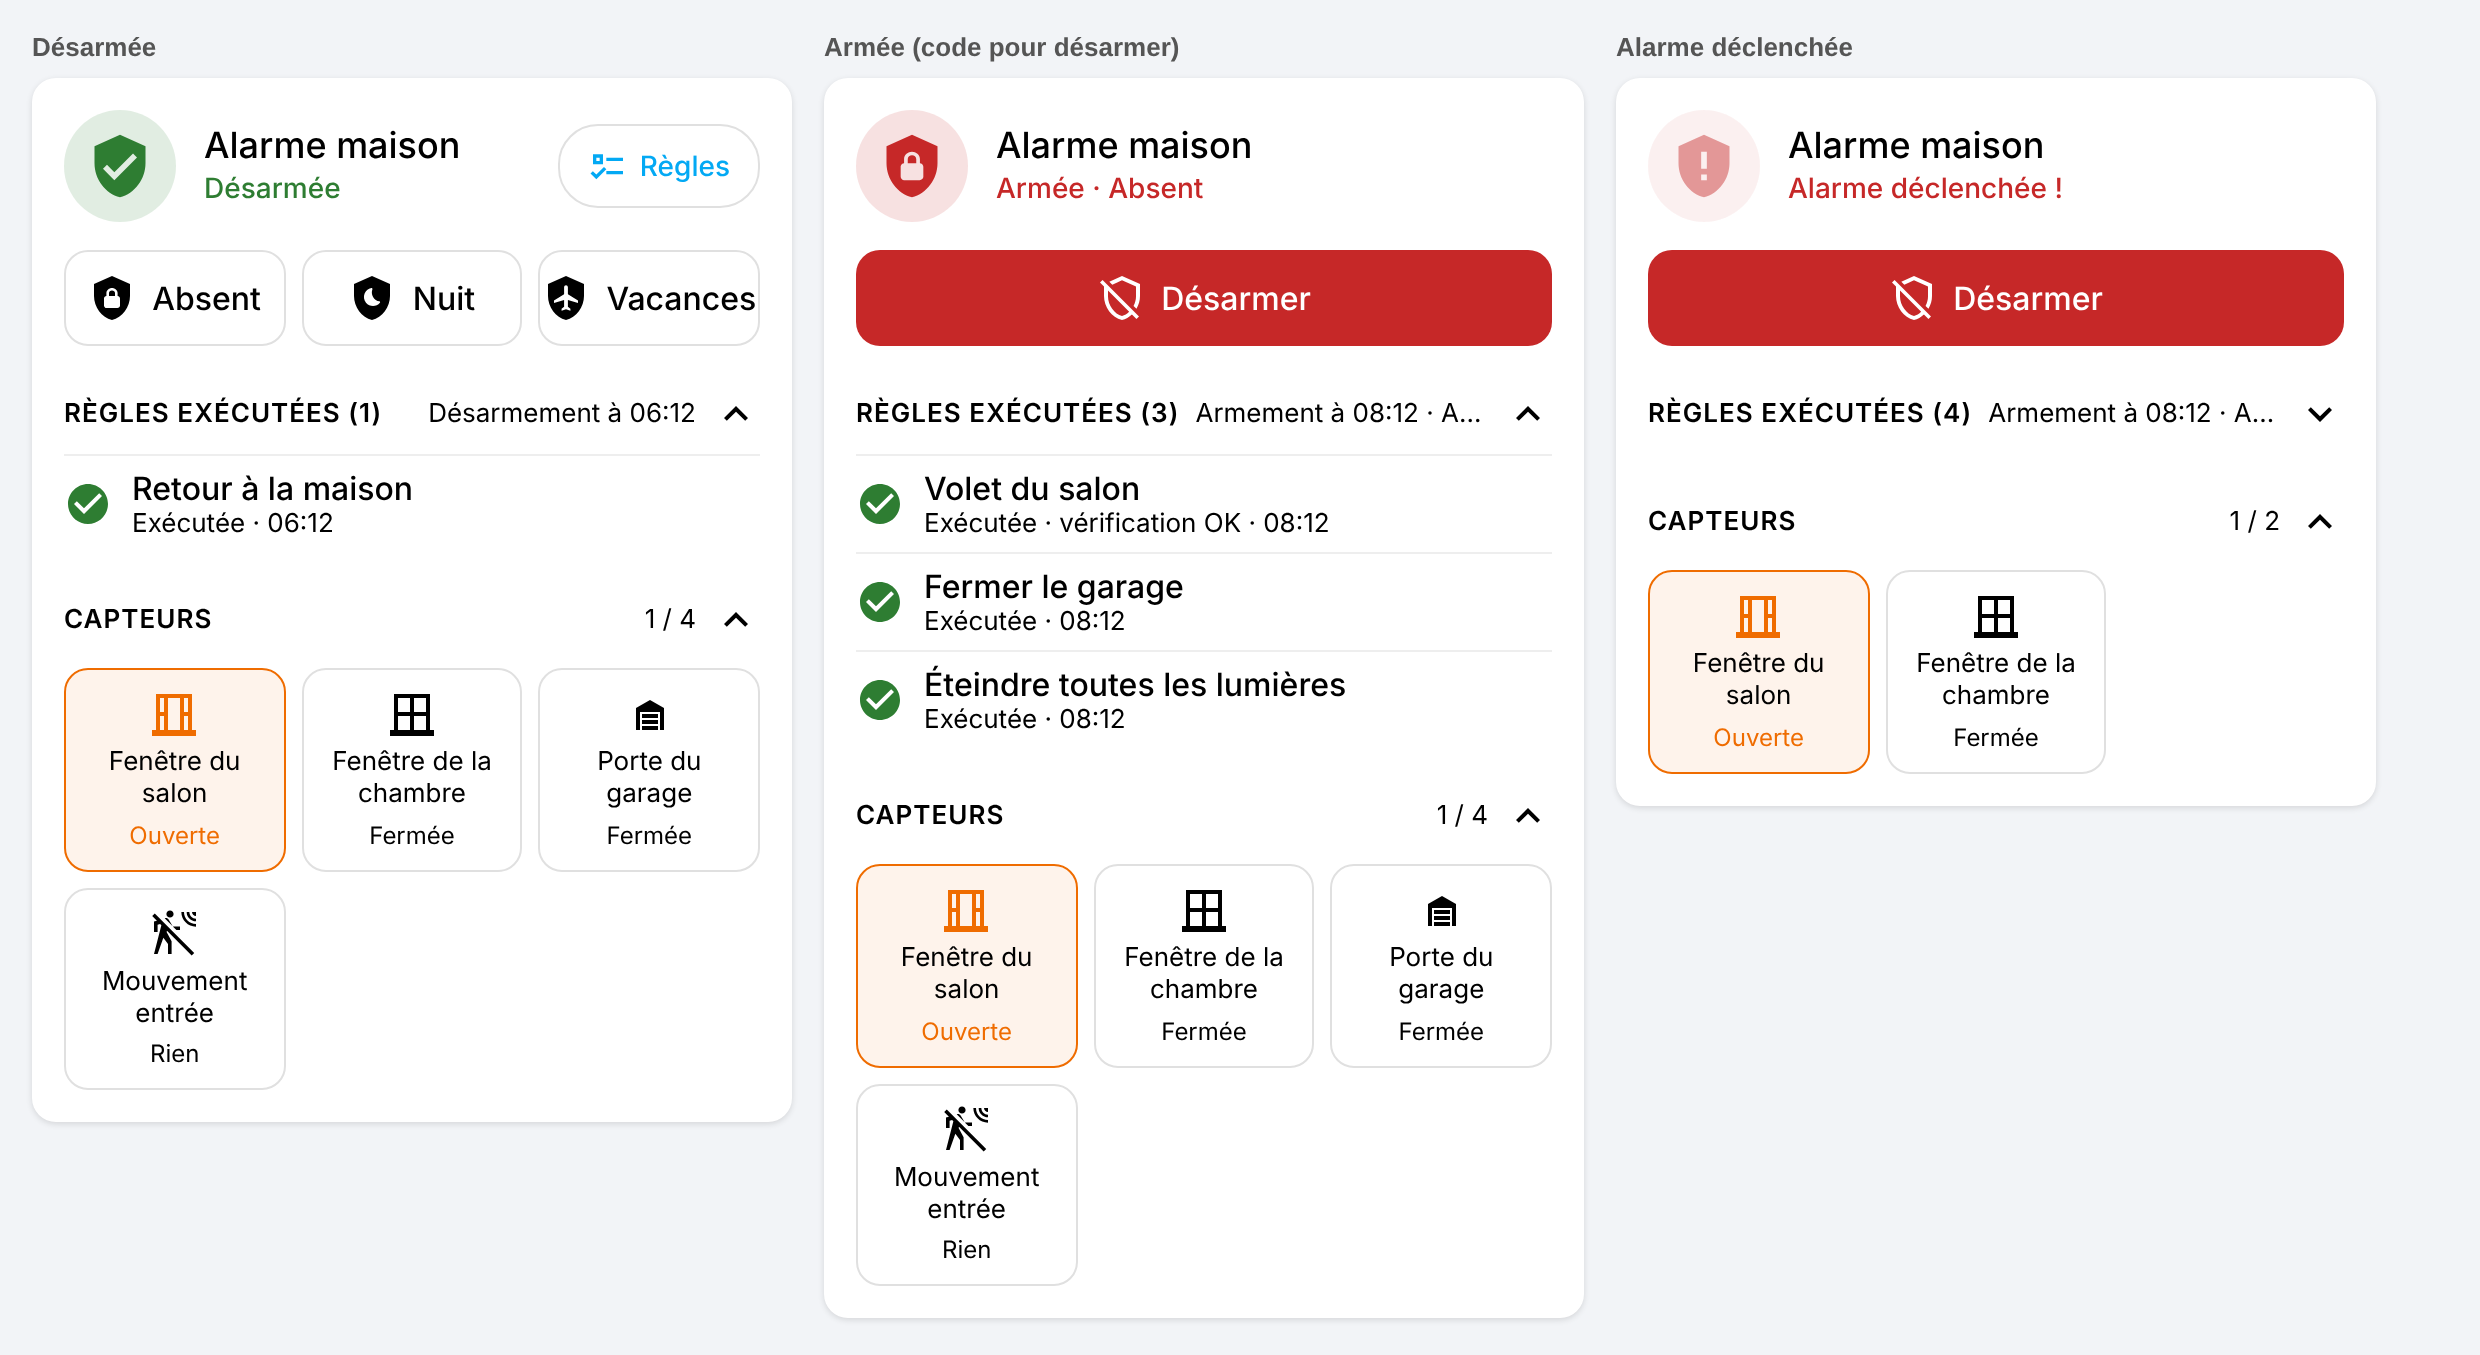 Désarmée
Alarme maison
Désarmée
Règles
Absent
Nuit
Vacances
RÈGLES EXÉCUTÉES (1) Désarmement à 06:12
Retour à la maison
Exécutée · 06:12
CAPTEURS 1 / 4
Fenêtre du
salon
Ouverte
Fenêtre de la
chambre
Fermée
Porte du
garage
Fermée
Mouvement
entrée
Rien
Armée (code pour désarmer)
Alarme maison
Armée · Absent
Désarmer
RÈGLES EXÉCUTÉES (3) Armement à 08:12 · A...
Volet du salon
Exécutée · vérification OK · 08:12
Fermer le garage
Exécutée · 08:12
Éteindre toutes les lumières
Exécutée · 08:12
CAPTEURS 1 / 4
Fenêtre du
salon
Ouverte
Fenêtre de la
chambre
Fermée
Porte du
garage
Fermée
Mouvement
entrée
Rien
Alarme déclenchée
Alarme maison
Alarme déclenchée !
Désarmer
RÈGLES EXÉCUTÉES (4) Armement à 08:12 · A...
CAPTEURS 1 / 2
Fenêtre du
salon
Ouverte
Fenêtre de la
chambre
Fermée